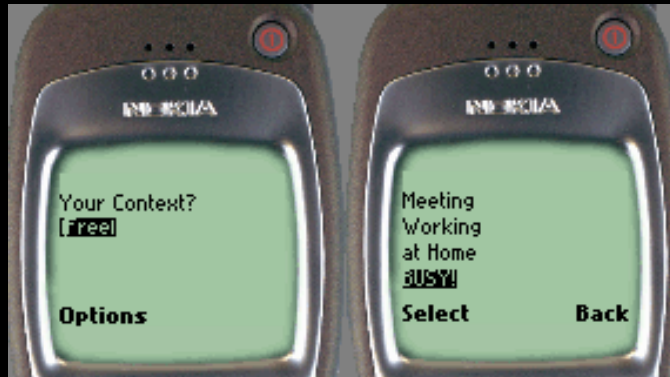 NOKIA
Your Context?
[Free]
Options
NOKIA
Meeting
Working
at Home
BUSY!
Select Back